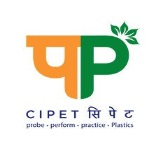 पP
CIPET सिपेट
probe - perform - practice - Plastics